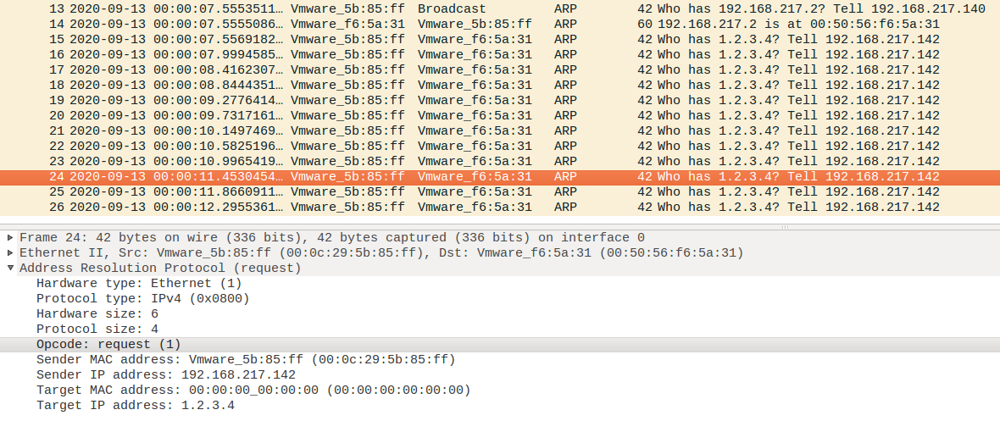 13 2020-09-13 00:00:07.5553511… Vmware_5b:85:ff Broadcast ARP 42 Who has 192.168.217.2? Tell 192.168.217.140
14 2020-09-13 00:00:07.5555086… Vmware_f6:5a:31 Vmware_5b:85:ff ARP 60 192.168.217.2 is at 00:50:56:f6:5a:31
15 2020-09-13 00:00:07.5569182… Vmware_5b:85:ff Vmware_f6:5a:31 ARP 42 Who has 1.2.3.4? Tell 192.168.217.142
16 2020-09-13 00:00:07.9994585… Vmware_5b:85:ff Vmware_f6:5a:31 ARP 42 Who has 1.2.3.4? Tell 192.168.217.142
17 2020-09-13 00:00:08.4162307… Vmware_5b:85:ff Vmware_f6:5a:31 ARP 42 Who has 1.2.3.4? Tell 192.168.217.142
18 2020-09-13 00:00:08.8444351… Vmware_5b:85:ff Vmware_f6:5a:31 ARP 42 Who has 1.2.3.4? Tell 192.168.217.142
19 2020-09-13 00:00:09.2776414… Vmware_5b:85:ff Vmware_f6:5a:31 ARP 42 Who has 1.2.3.4? Tell 192.168.217.142
20 2020-09-13 00:00:09.7317161… Vmware_5b:85:ff Vmware_f6:5a:31 ARP 42 Who has 1.2.3.4? Tell 192.168.217.142
21 2020-09-13 00:00:10.1497469… Vmware_5b:85:ff Vmware_f6:5a:31 ARP 42 Who has 1.2.3.4? Tell 192.168.217.142
22 2020-09-13 00:00:10.5825196… Vmware_5b:85:ff Vmware_f6:5a:31 ARP 42 Who has 1.2.3.4? Tell 192.168.217.142
23 2020-09-13 00:00:10.9965419… Vmware_5b:85:ff Vmware_f6:5a:31 ARP 42 Who has 1.2.3.4? Tell 192.168.217.142
24 2020-09-13 00:00:11.4530454… Vmware_5b:85:ff Vmware_f6:5a:31 ARP 42 Who has 1.2.3.4? Tell 192.168.217.142
25 2020-09-13 00:00:11.8660911… Vmware_5b:85:ff Vmware_f6:5a:31 ARP 42 Who has 1.2.3.4? Tell 192.168.217.142
26 2020-09-13 00:00:12.2955361… Vmware_5b:85:ff Vmware_f6:5a:31 ARP 42 Who has 1.2.3.4? Tell 192.168.217.142
Frame 24: 42 bytes on wire (336 bits), 42 bytes captured (336 bits) on interface 0
Ethernet II, Src: Vmware_5b:85:ff (00:0c:29:5b:85:ff), Dst: Vmware_f6:5a:31 (00:50:56:f6:5a:31)
Address Resolution Protocol (request)
Hardware type: Ethernet (1)
Protocol type: IPv4 (0x0800)
Hardware size: 6
Protocol size: 4
Opcode: request (1)
Sender MAC address: Vmware_5b:85:ff (00:0c:29:5b:85:ff)
Sender IP address: 192.168.217.142
Target MAC address: 00:00:00_00:00:00 (00:00:00:00:00:00)
Target IP address: 1.2.3.4